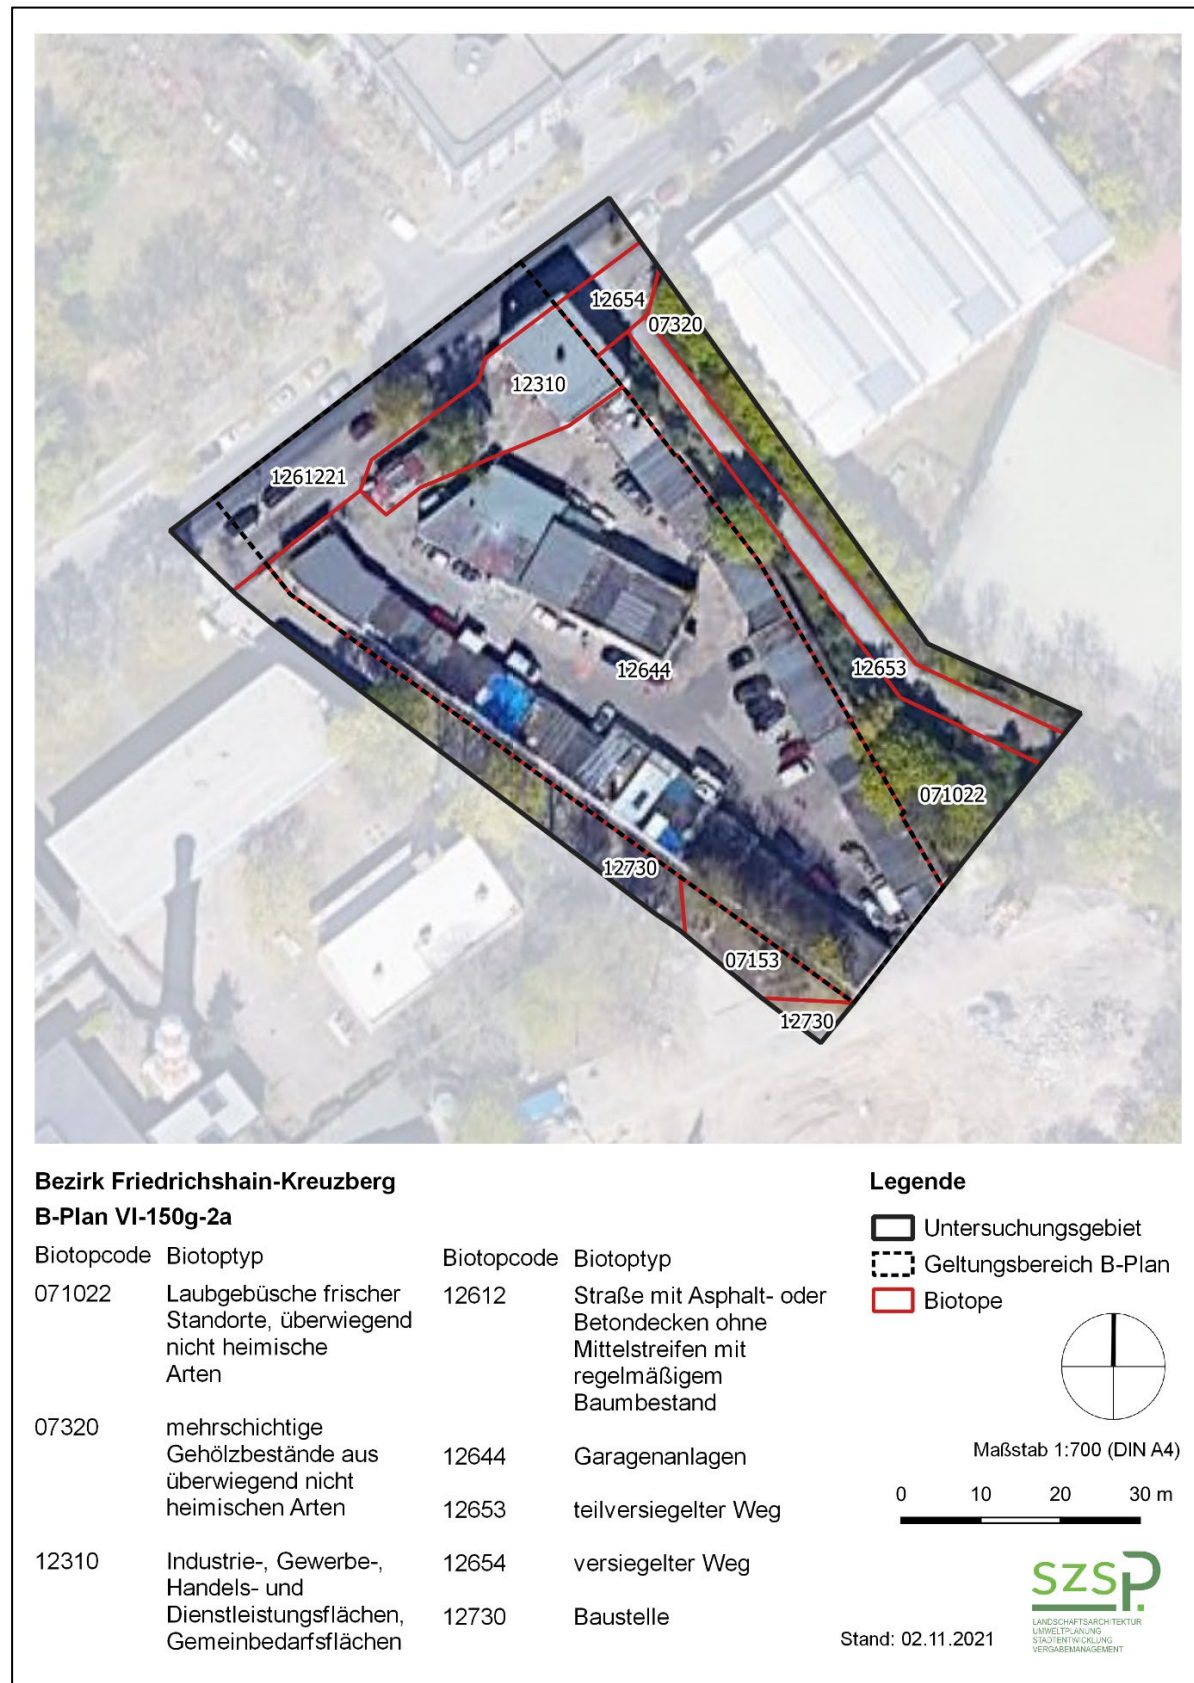 12654
07320
12310
1261221
12644
12653
071022
12730
07153
12730
Bezirk Friedrichshain-Kreuzberg
B-Plan VI-150g-2a
Biotopcode Biotoptyp
071022 Laubgebüsche frischer
Standorte, überwiegend
nicht heimische
Arten
07320 mehrschichtige
Gehölzbestände aus
überwiegend nicht
heimischen Arten
12310 Industrie-, Gewerbe-,
Handels- und
Dienstleistungsflächen,
Gemeinbedarfsflächen
Biotopcode Biotoptyp
12612 Straße mit Asphalt- oder
Betondecken ohne
Mittelstreifen mit
regelmäßigem
Baumbestand
12644 Garagenanlagen
12653 teilversiegelter Weg
12654 versiegelter Weg
12730 Baustelle
Legende
Untersuchungsgebiet
Geltungsbereich B-Plan
Biotope
Maßstab 1:700 (DIN A4)
0 10 20 30 m
Stand: 02.11.2021
SZSP.
LANDSCHAFTSARCHITEKTUR
UMWELTPLANUNG
STADTENTWICKLUNG
VERGABEMANAGEMENT